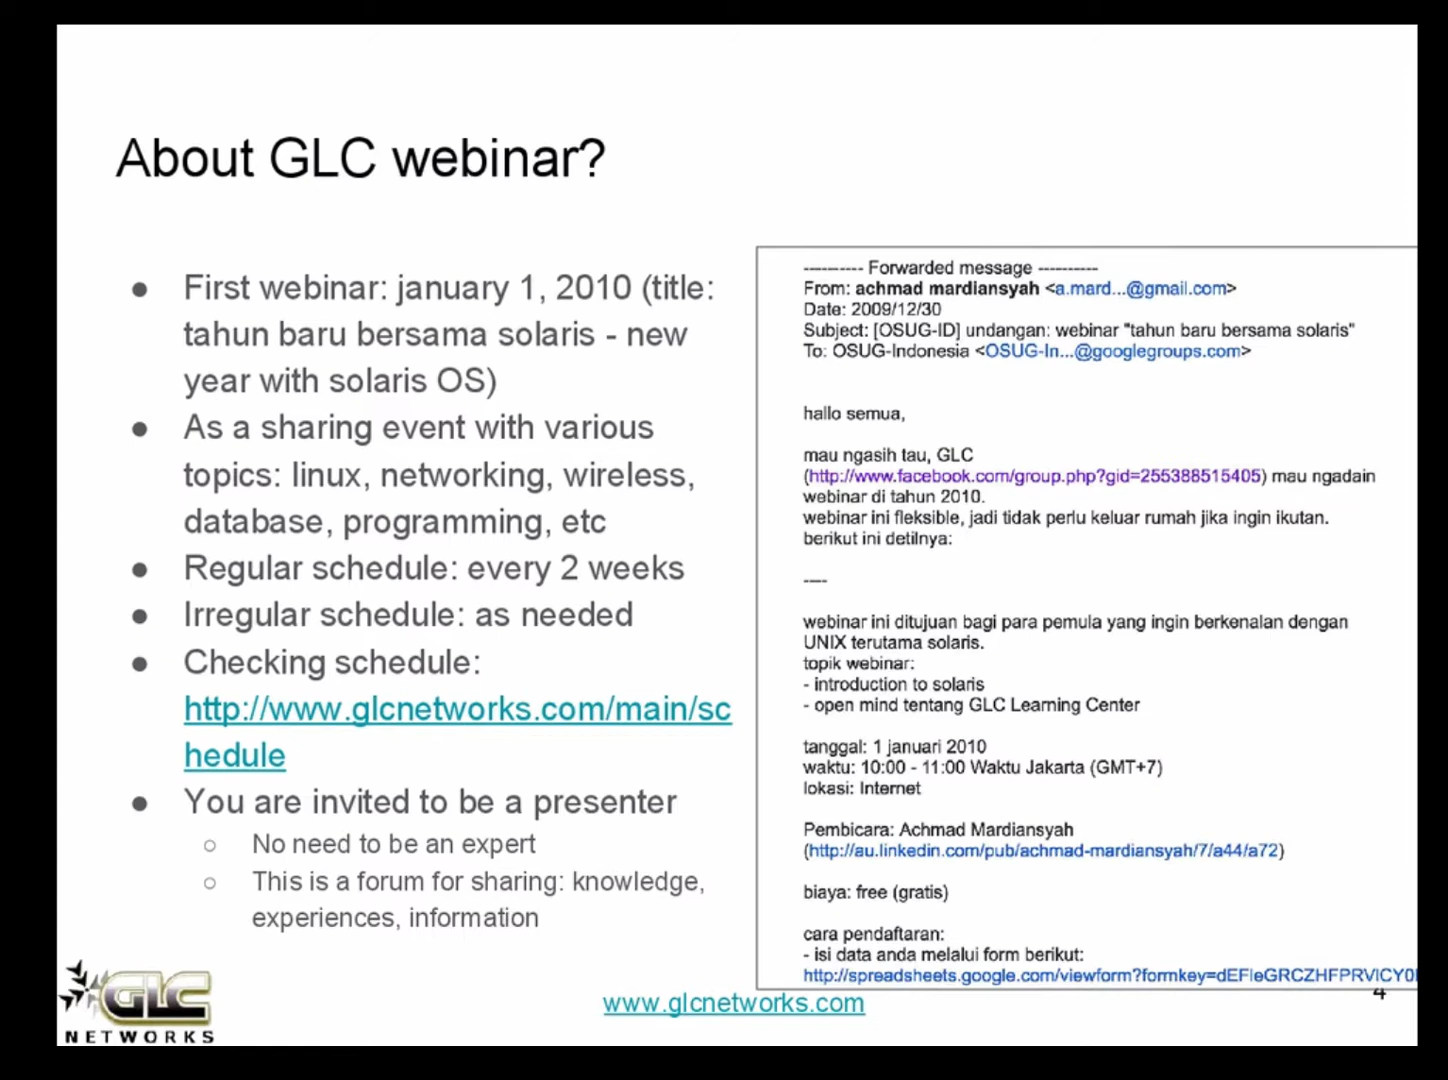 About GLC webinar?
● First webinar: january 1, 2010 (title:
tahun baru bersama solaris - new
year with solaris OS)
● As a sharing event with various
topics: linux, networking, wireless,
database, programming, etc
● Regular schedule: every 2 weeks
● Irregular schedule: as needed
● Checking schedule:
http://www.glcnetworks.com/main/sc
hedule
● You are invited to be a presenter
○ No need to be an expert
○ This is a forum for sharing: knowledge,
experiences, information
---------- Forwarded message ----------
From: achmad mardiansyah <a.mard...@gmail.com>
Date: 2009/12/30
Subject: [OSUG-ID] undangan: webinar "tahun baru bersama solaris"
To: OSUG-Indonesia <OSUG-In...@googlegroups.com>
hallo semua,
mau ngasih tau, GLC
(http://www.facebook.com/group.php?gid=255388515405) mau ngadain
webinar di tahun 2010.
webinar ini fleksible, jadi tidak perlu keluar rumah jika ingin ikutan.
berikut ini detilnya:
----
webinar ini ditujuan bagi para pemula yang ingin berkenalan dengan
UNIX terutama solaris.
topik webinar:
- introduction to solaris
- open mind tentang GLC Learning Center
tanggal: 1 januari 2010
waktu: 10:00 - 11:00 Waktu Jakarta (GMT+7)
lokasi: Internet
Pembicara: Achmad Mardiansyah
(http://au.linkedin.com/pub/achmad-mardiansyah/7/a44/a72)
biaya: free (gratis)
cara pendaftaran:
- isi data anda melalui form berikut:
http://spreadsheets.google.com/viewform?formkey=dEFleGRCZHFPRVlCY0
GLC
NETWORKS
www.glcnetworks.com
4